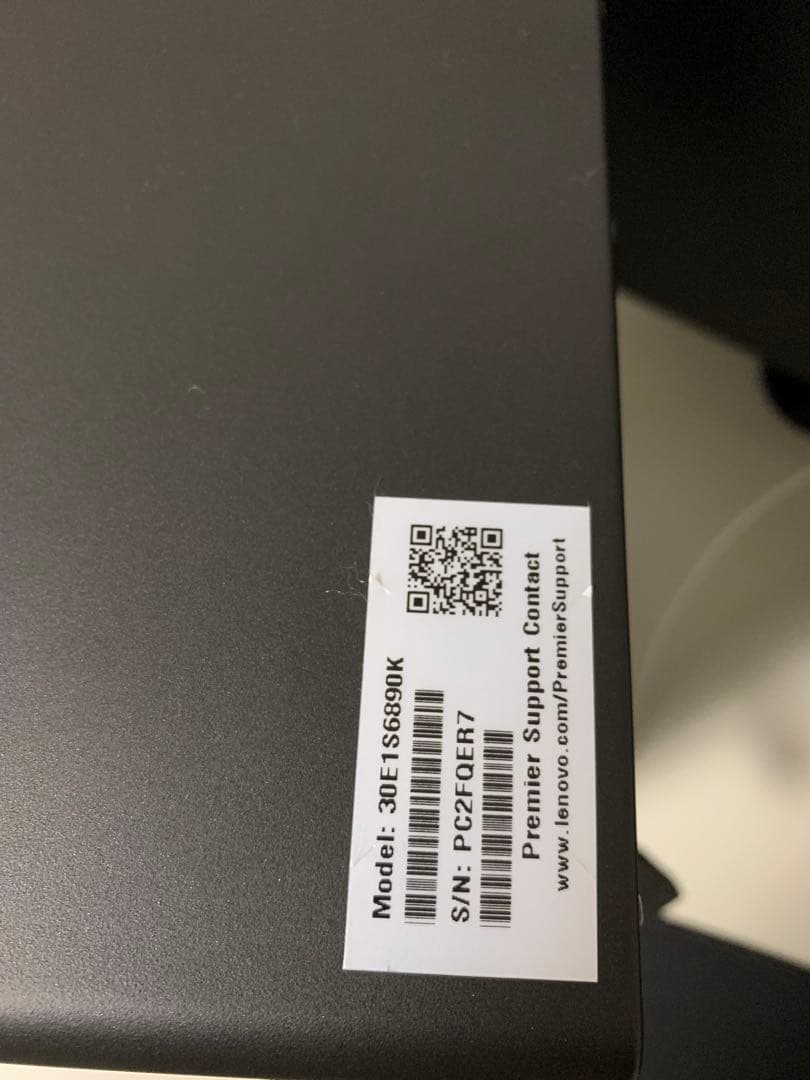 Model: 30E1S6890K
S/N: PC2FQER7
Premier Support Contact
www.lenovo.com/PremierSupport